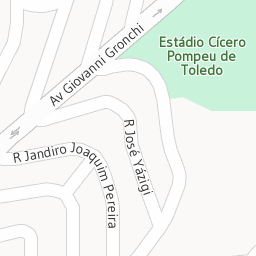 Estádio Cícero
Pompeu de
Toledo
Av Giovanni Gronchi
R José Yázigi
R Jandiro Joaquim Pereira